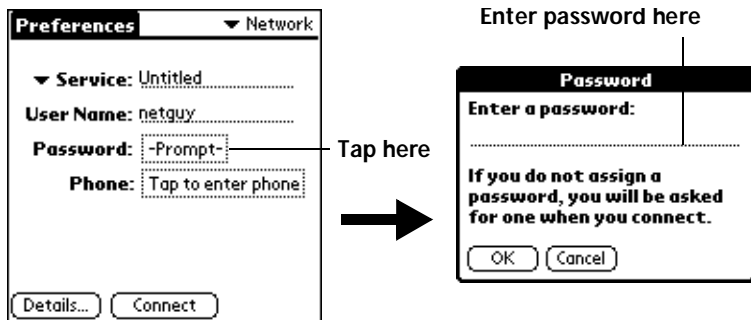 Preferences
Network
Service: Untitled
User Name: netguy
Password: -Prompt-
Phone: Tap to enter phone
Details... Connect
Tap here
Enter password here
Password
Enter a password:
If you do not assign a
password, you will be asked
for one when you connect.
OK Cancel